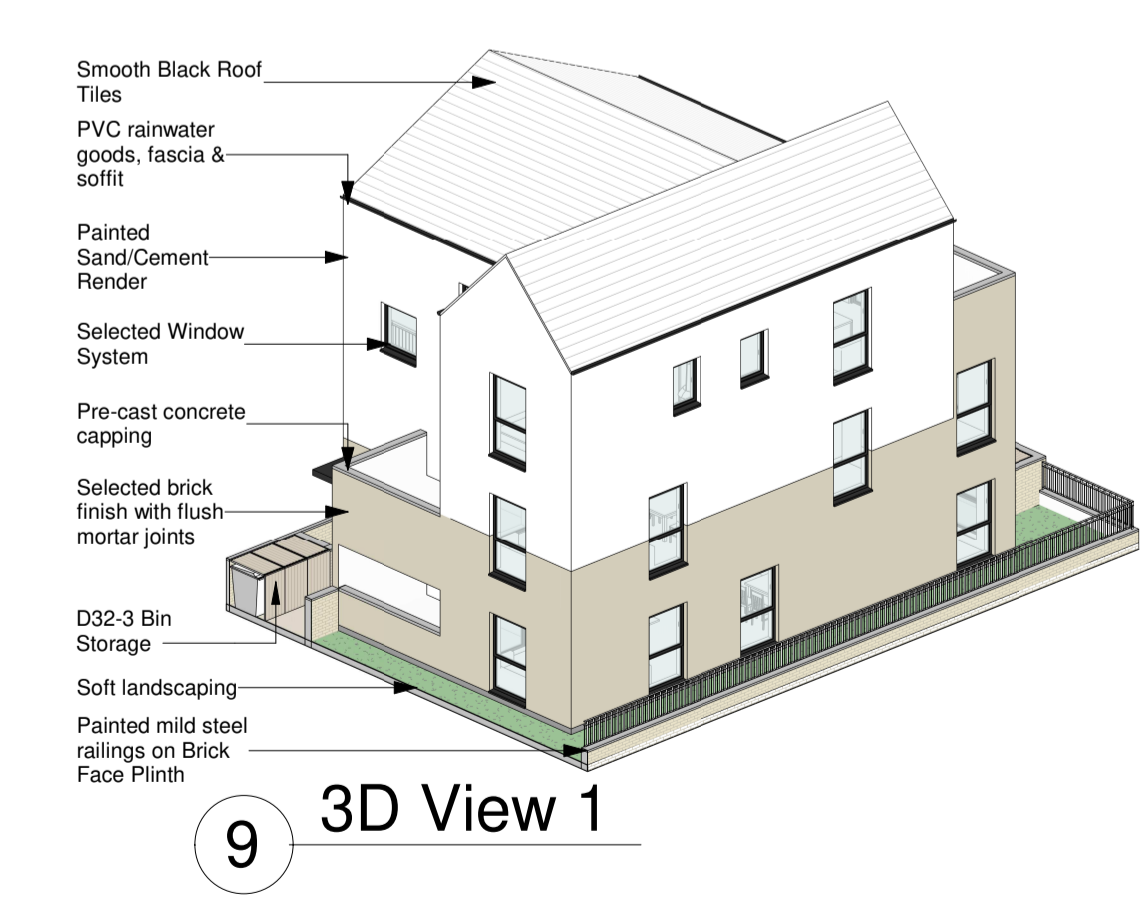 Smooth Black Roof
Tiles
PVC rainwater
goods, fascia &
soffit
Painted
Sand/Cement
Render
Selected Window
System
Pre-cast concrete
capping
Selected brick
finish with flush
mortar joints
D32-3 Bin
Storage
Soft landscaping
Painted mild steel
railings on Brick
Face Plinth
9
3D View 1